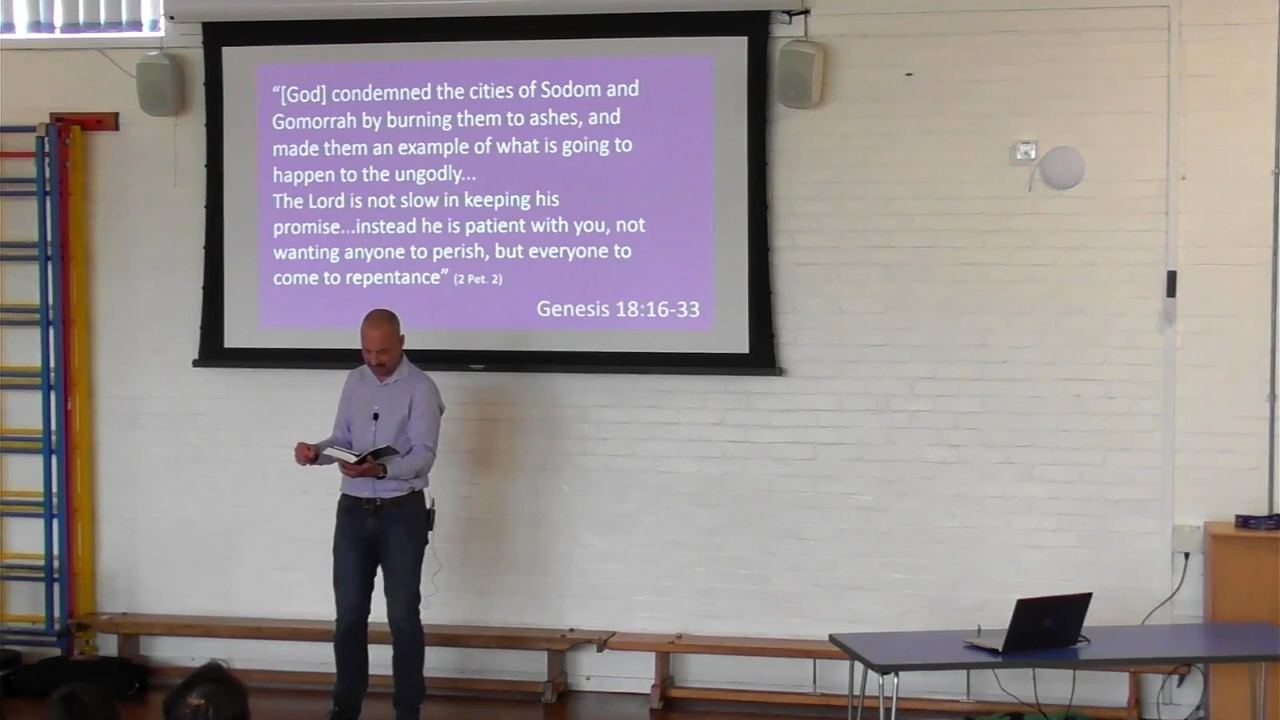 “[God] condemned the cities of Sodom and
Gomorrah by burning them to ashes, and
made them an example of what is going to
happen to the ungodly...
The Lord is not slow in keeping his
promise...instead he is patient with you, not
wanting anyone to perish, but everyone to
come to repentance” (2 Pet. 2)
Genesis 18:16-33